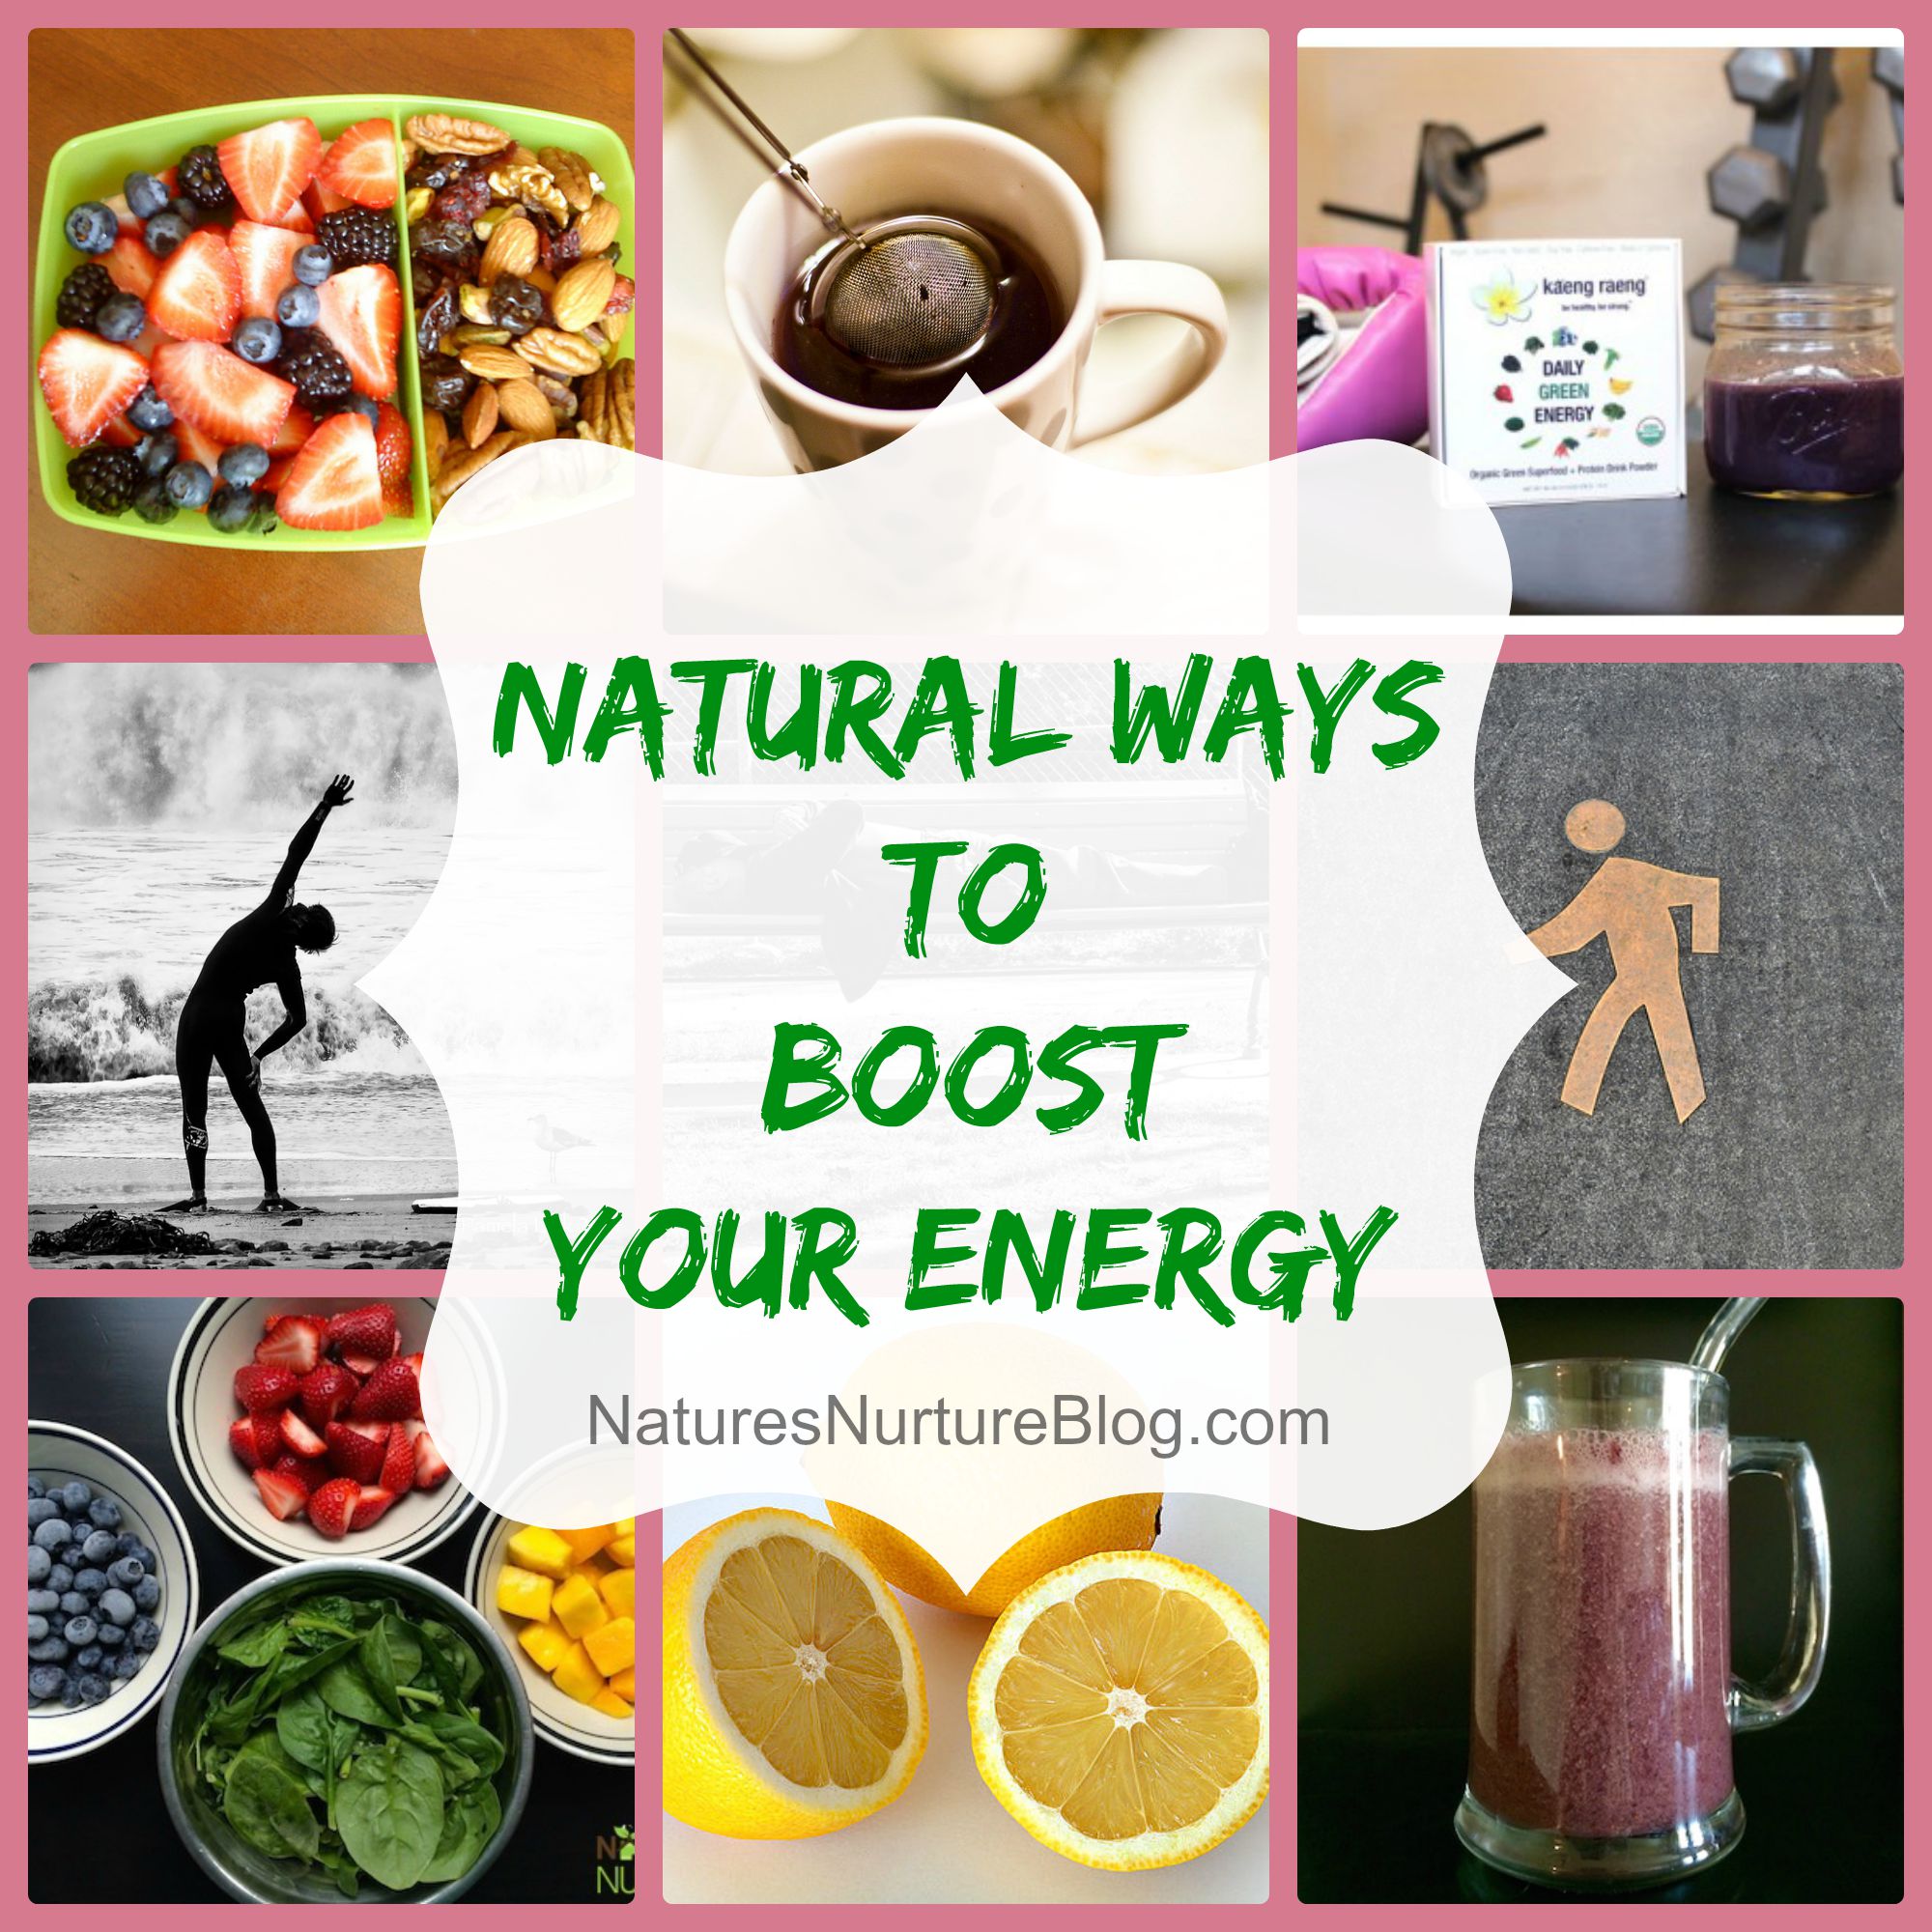 kaeng raeng
be healthy. be strong.
DAILY
GREEN
ENERGY
Organic Green Superfood + Protein Drink Powder
NATURAL WAYS
TO
BOOST
YOUR ENERGY
NaturesNurtureBlog.com
NU